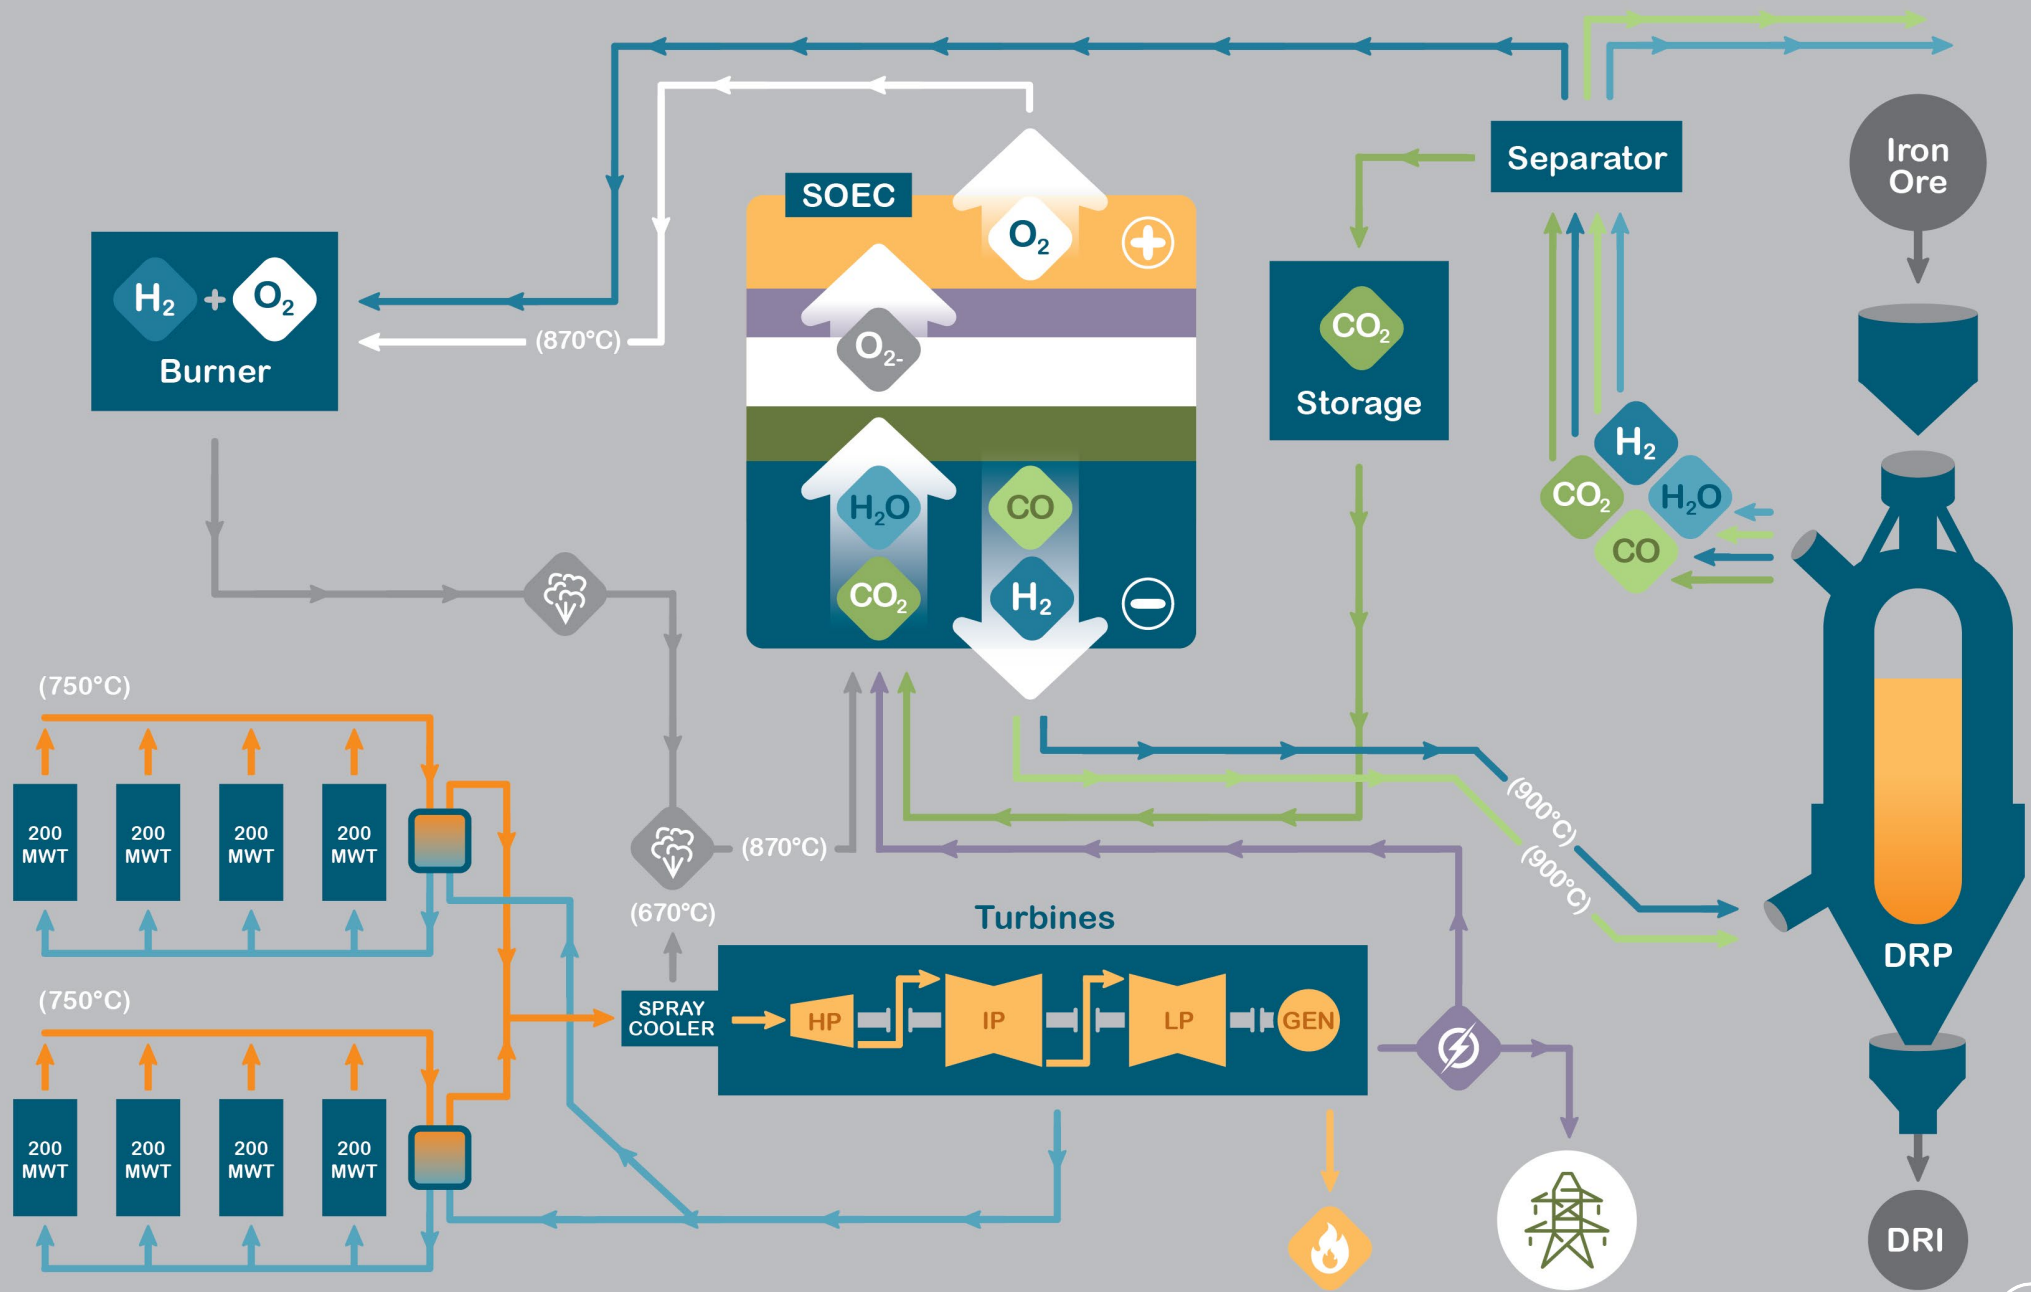 Separator
Iron
Ore
SOEC
O₂
H₂ + O₂
Burner
(870°C)
O₂-
CO₂
Storage
H₂
CO₂
H₂O
CO
H₂O
CO
CO₂
H₂
(750°C)
200
MWT
200
MWT
200
MWT
200
MWT
(870°C)
(900°C)
(900°C)
(670°C)
Turbines
DRP
(750°C)
SPRAY
COOLER
HP
IP
LP
GEN
200
MWT
200
MWT
200
MWT
200
MWT
DRI